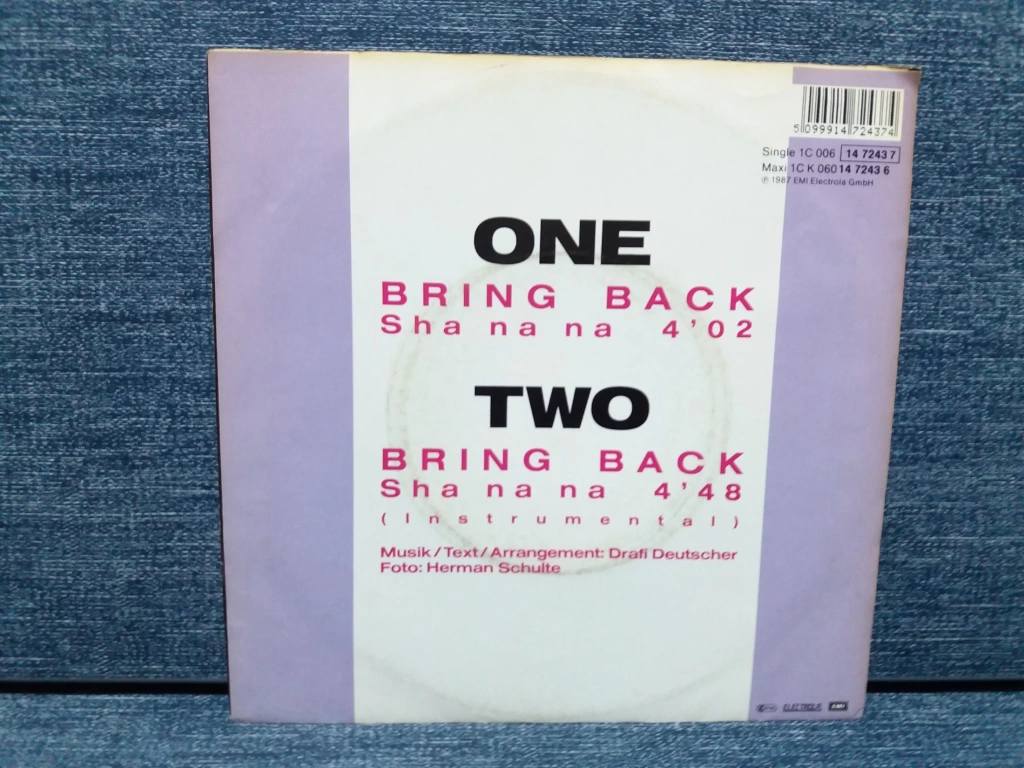 5 099914 724374
Single 1C 006 14 7243 7
Maxi 1C K 060 14 7243 6
℗ 1987 EMI Electrola GmbH
ONE
BRING BACK
Sha na na 4'02
TWO
BRING BACK
Sha na na 4'48
(Instrumental)
Musik/Text/Arrangement: Drafi Deutscher
Foto: Herman Schulte
ELECTROLA EMI